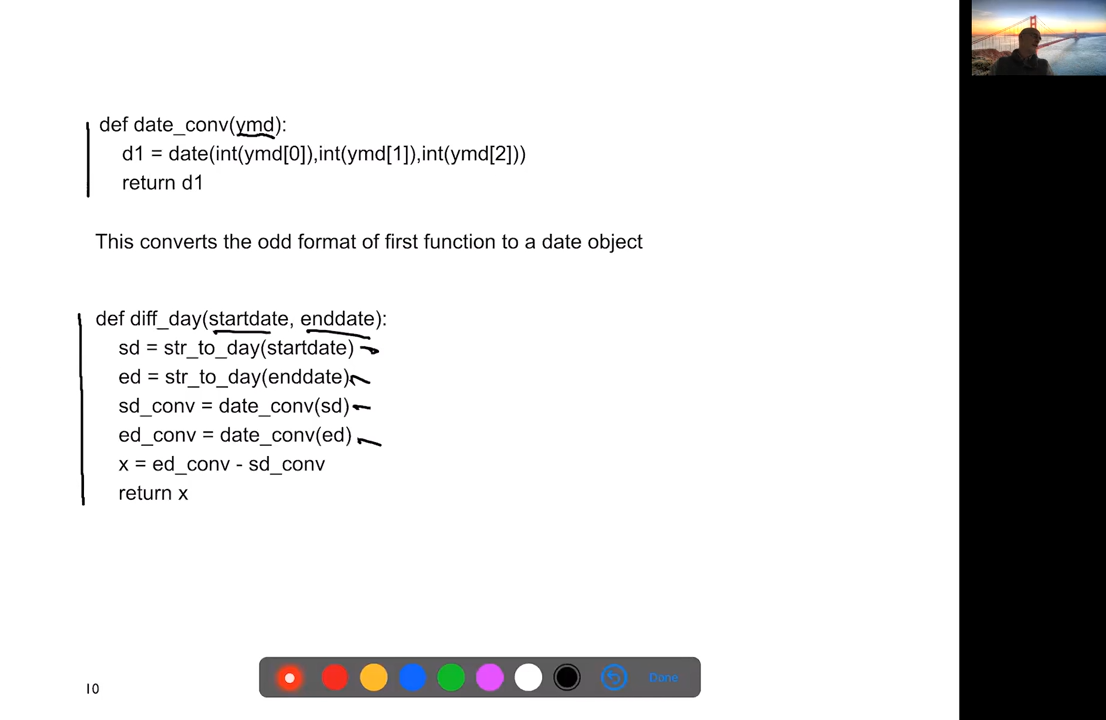 def date_conv(ymd):
d1 = date(int(ymd[0]),int(ymd[1]),int(ymd[2]))
return d1
This converts the odd format of first function to a date object
def diff_day(startdate, enddate):
sd = str_to_day(startdate)
ed = str_to_day(enddate)
sd_conv = date_conv(sd)
ed_conv = date_conv(ed)
x = ed_conv - sd_conv
return x
10
Done